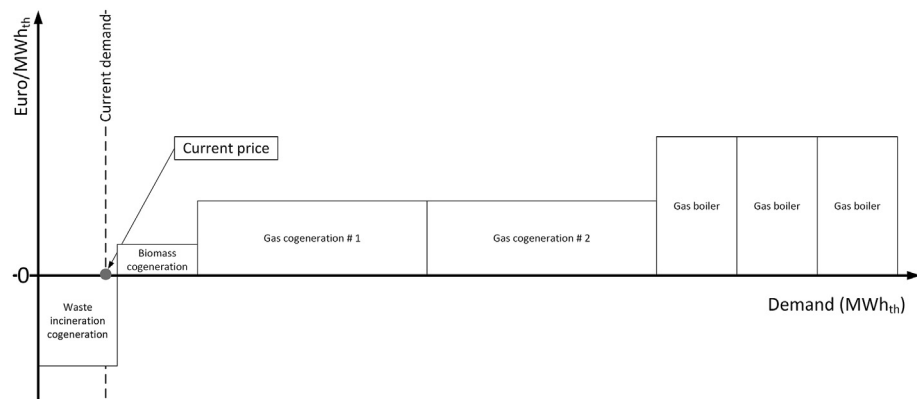 Euro/MWhth
Current demand
Current price
Biomass
cogeneration
Gas cogeneration # 1
Gas cogeneration # 2
Gas boiler
Gas boiler
Gas boiler
0
Waste
incineration
cogeneration
Demand (MWhth)